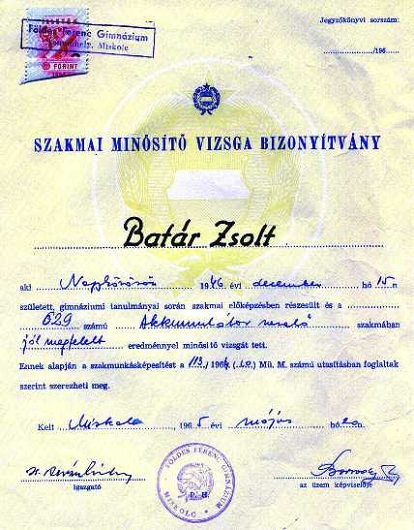 Jegyzőkönyvi sorszám:
/196
Földes Ferenc Gimnázium
Miskolc
FORINT
SZAKMAI MINŐSÍTŐ VIZSGA BIZONYÍTVÁNY
Batár Zsolt
aki Nagykőrösön 1946 évi december hó 15-n
született, gimnáziumi tanulmányai során szakmai előképzésben részesült és a
629 számú Akkumulátor szakmában
jól megfelelt eredménnyel minősítő vizsgát tett.
Ennek alapján a szakmunkásképesítést a 113/1964 Mü. M. számú utasításban foglaltak
szerint szerezheti meg.
Kelt Miskolc 1965 évi május hó 20n
igazgató
FÖLDES FERENC GIMNÁZIUM
MISKOLC
P. H.
az üzem képviselője